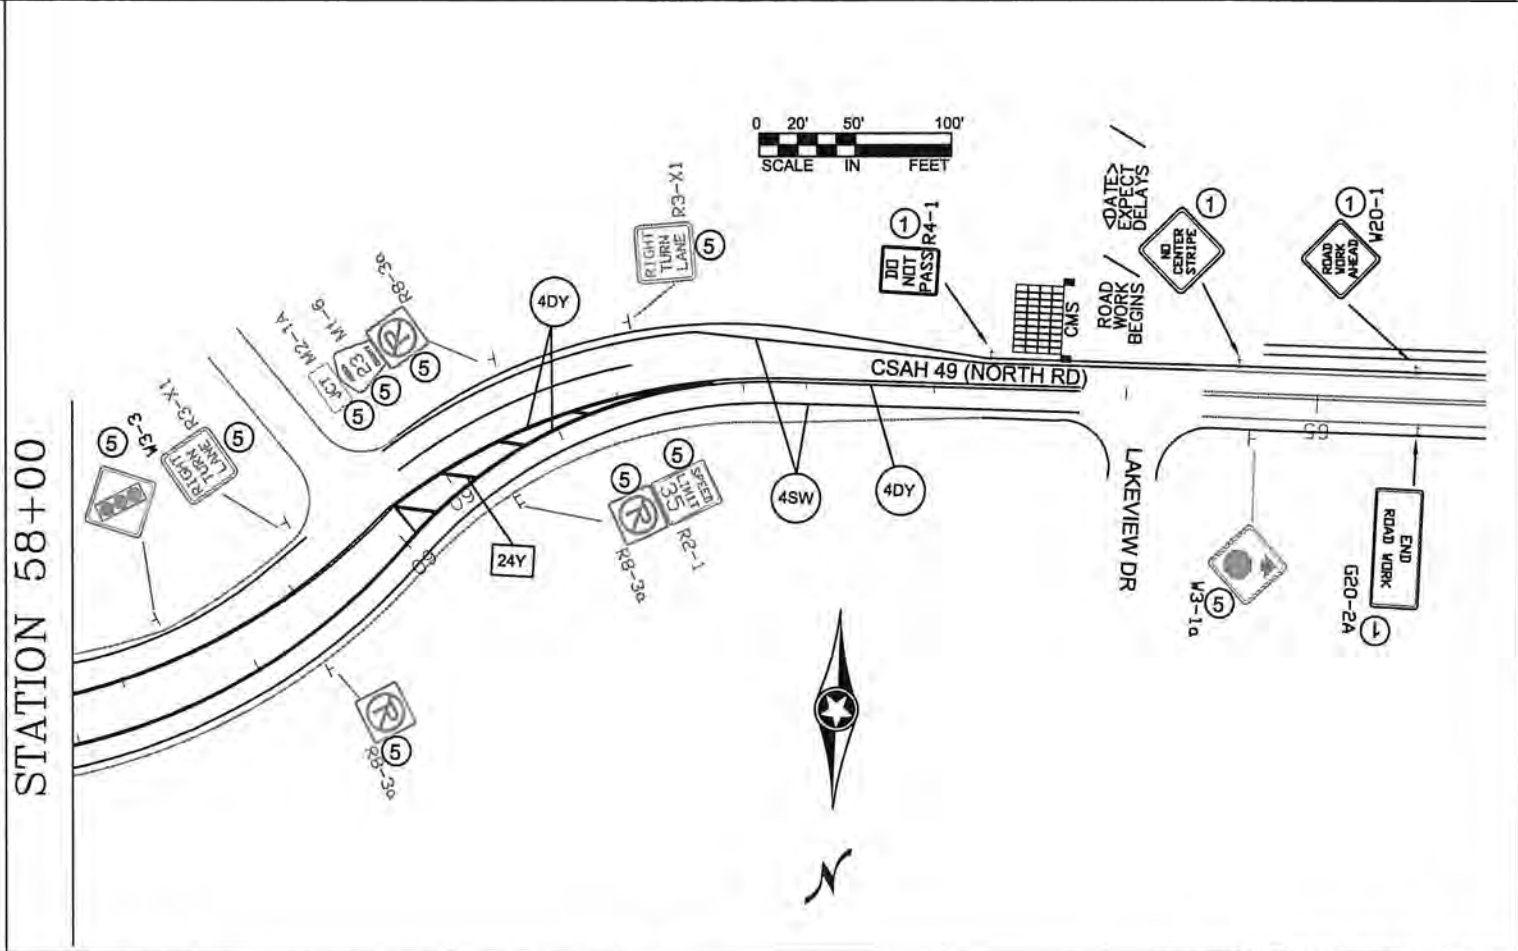 0 20' 50' 100'
SCALE IN FEET
<DATE>
EXPECT
DELAYS
ROAD
WORK
BEGINS
CMS
1
NO
CENTER
STRIPE
1
W20-1
ROAD
WORK
AHEAD
1
R4-1
DO
NOT
PASS
R3-X1
RIGHT
TURN
LANE
5
4DY
R8-3a
5
M1-6
5
M2-1A
JCT
5
R3-X1
RIGHT
TURN
LANE
5
W3-3
5
CSAH 49 (NORTH RD)
STATION 58+00
60
24Y
5
5
SPEED
LIMIT
35
R2-1
R8-3a
4SW
4DY
LAKEVIEW DR
65
W3-1a
5
END
ROAD WORK
G20-2A
1
R
5
R8-3a
N